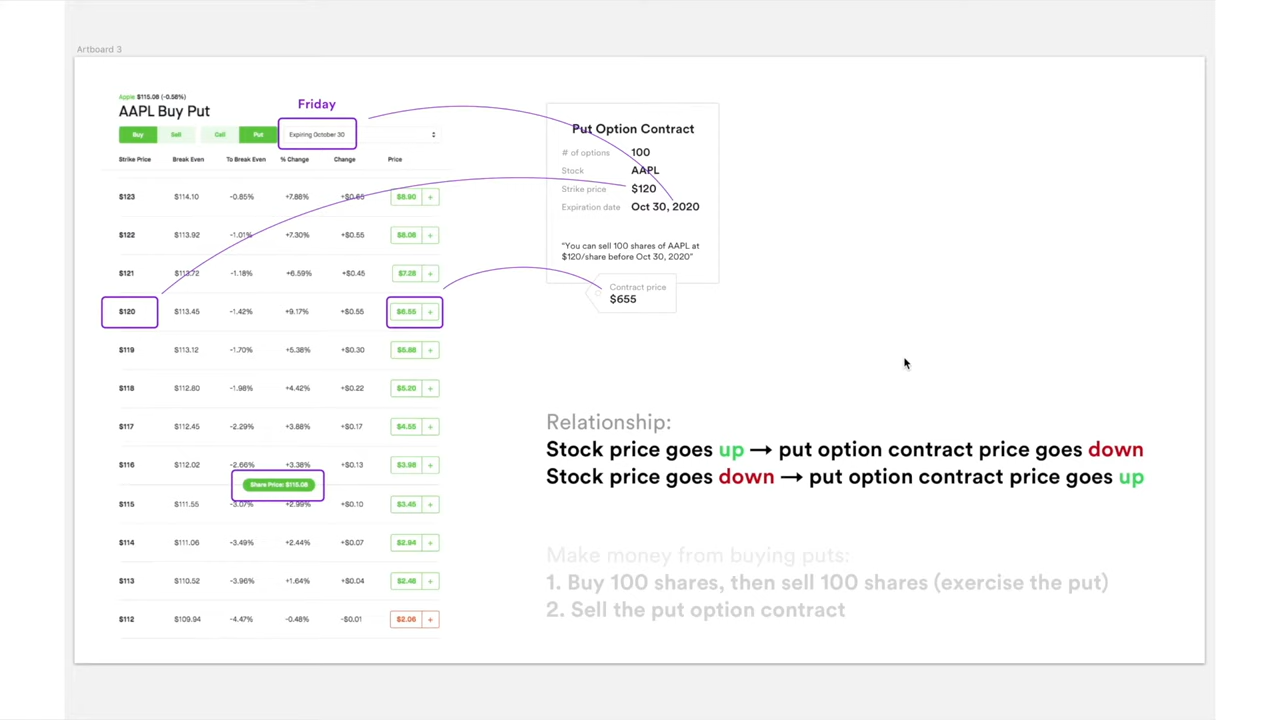 Artboard 3
Apple $115.08 (-0.58%)
AAPL Buy Put
Friday
Buy Sell Call Put Expiring October 30
Strike Price Break Even To Break Even % Change Change Price
$123 $114.10 -0.85% +7.88% +$0.65 $8.90 +
$122 $113.92 -1.01% +7.30% +$0.55 $8.08 +
$121 $113.72 -1.18% +6.59% +$0.45 $7.28 +
$120 $113.45 -1.42% +9.17% +$0.55 $6.55 +
$119 $113.12 -1.70% +5.38% +$0.30 $5.88 +
$118 $112.80 -1.98% +4.42% +$0.22 $5.20 +
$117 $112.45 -2.29% +3.88% +$0.17 $4.55 +
$116 $112.02 -2.66% +3.38% +$0.13 $3.98 +
Share Price: $115.08
$115 $111.55 -3.07% +2.99% +$0.10 $3.45 +
$114 $111.06 -3.49% +2.44% +$0.07 $2.94 +
$113 $110.52 -3.96% +1.64% +$0.04 $2.48 +
$112 $109.94 -4.47% -0.48% -$0.01 $2.06 +
Put Option Contract
# of options 100
Stock AAPL
Strike price $120
Expiration date Oct 30, 2020
"You can sell 100 shares of AAPL at
$120/share before Oct 30, 2020"
Contract price
$655
Relationship:
Stock price goes up → put option contract price goes down
Stock price goes down → put option contract price goes up
Make money from buying puts:
1. Buy 100 shares, then sell 100 shares (exercise the put)
2. Sell the put option contract